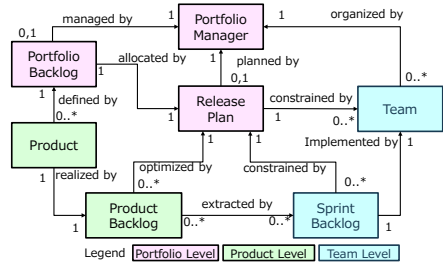 managed by
1
1
Portfolio
Manager
1
organized by
0,1
Portfolio
Backlog
allocated by
1
planned by
1
1
0,1
0..*
defined by
0..*
1
Release
Plan
constrained by
1
0..*
Team
Product
1
optimized by
1
1
Implemented by
1
realized by
constrained by
0..*
0..*
1
Product
Backlog
extracted by
0..*
0..*
Sprint
Backlog
1
Legend
Portfolio Level
Product Level
Team Level